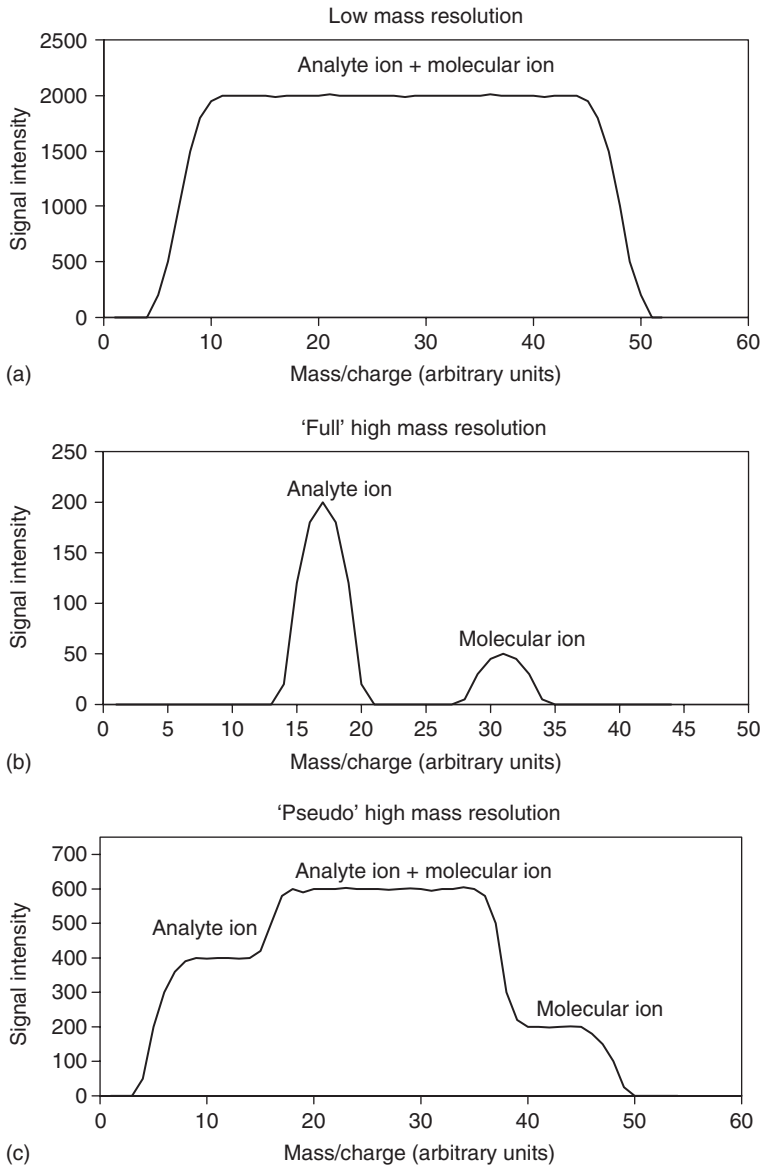 Low mass resolution
2500
2000
1500
1000
500
0
Signal intensity
Analyte ion + molecular ion
0 10 20 30 40 50 60
(a) Mass/charge (arbitrary units)
‘Full’ high mass resolution
250
200
150
100
50
0
Signal intensity
Analyte ion
Molecular ion
0 5 10 15 20 25 30 35 40 45 50
(b) Mass/charge (arbitrary units)
‘Pseudo’ high mass resolution
700
600
500
400
300
200
100
0
Signal intensity
Analyte ion + molecular ion
Analyte ion
Molecular ion
0 10 20 30 40 50 60
(c) Mass/charge (arbitrary units)